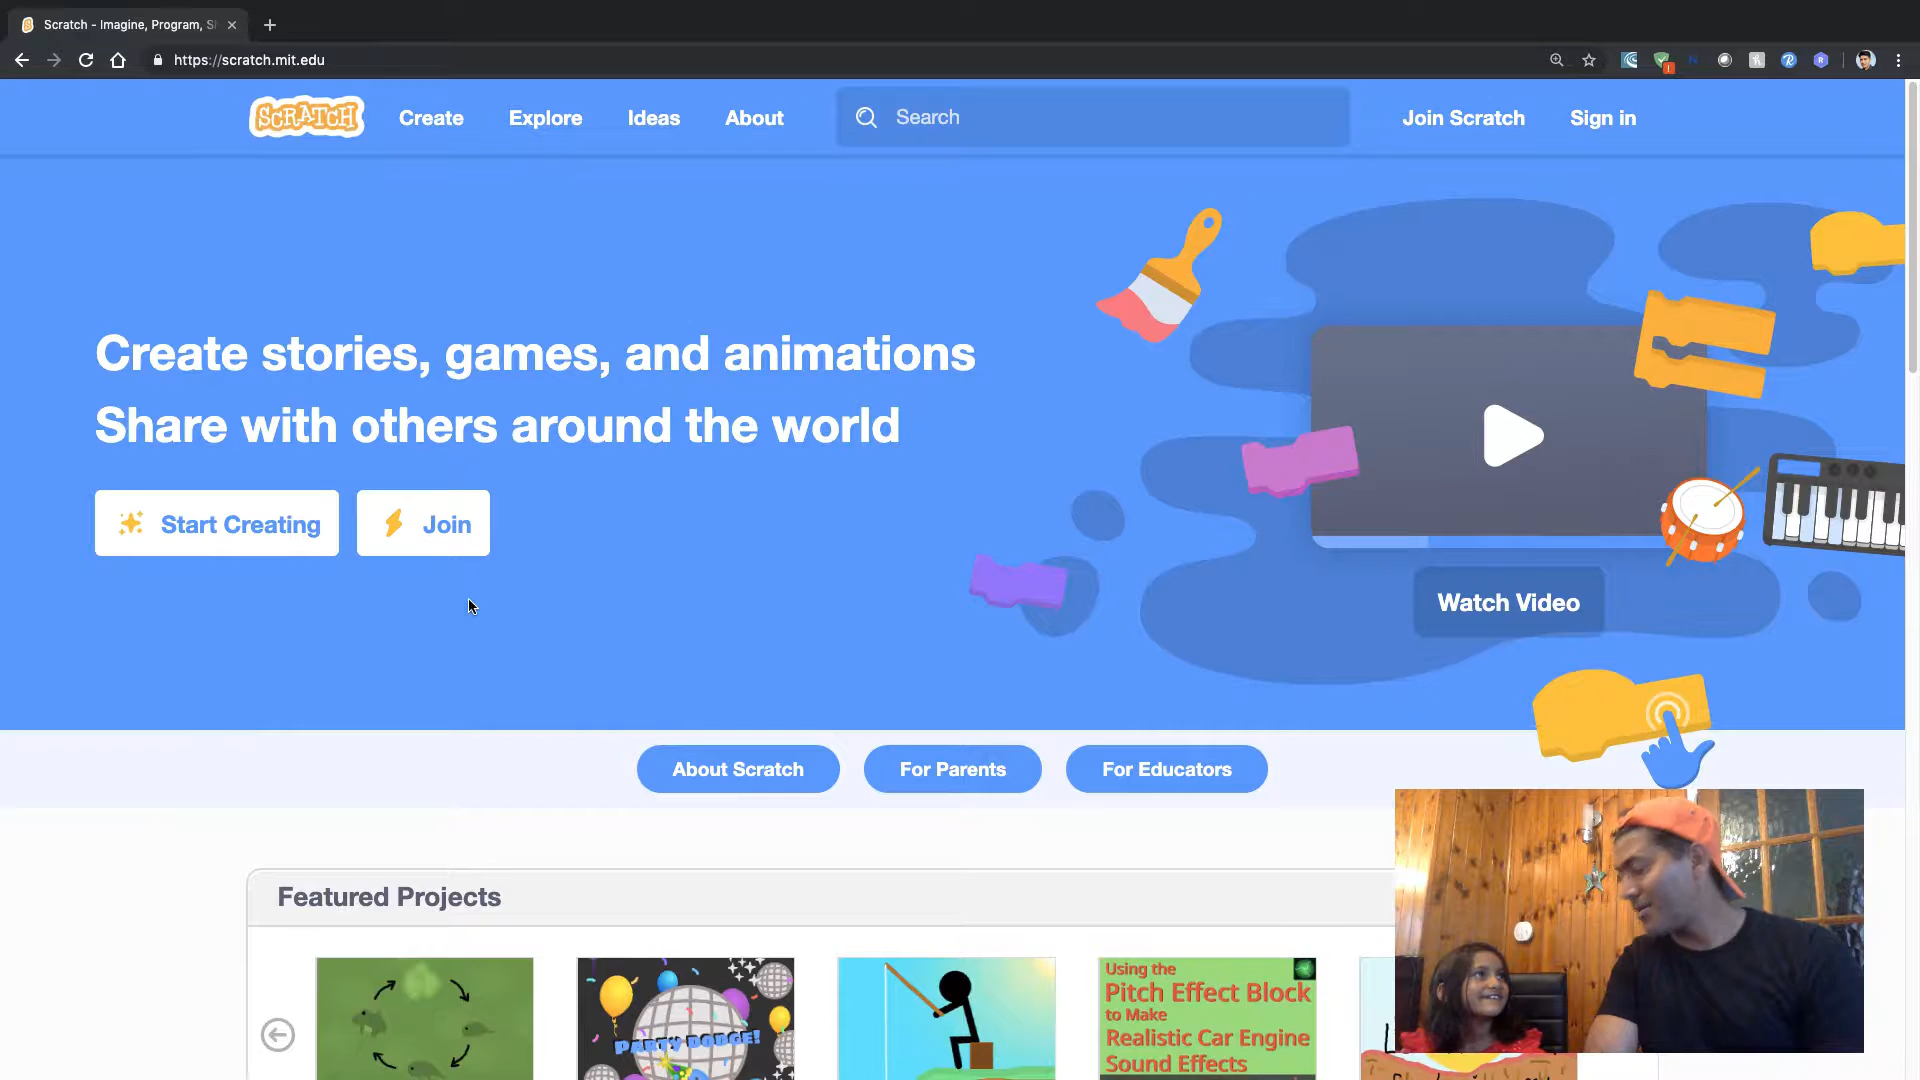 Scratch - Imagine, Program, S
https://scratch.mit.edu
SCRATCH
Create
Explore
Ideas
About
Search
Join Scratch
Sign in
Create stories, games, and animations
Share with others around the world
Start Creating
Join
Watch Video
About Scratch
For Parents
For Educators
Featured Projects
PARTY DODGE!
Using the
Pitch Effect Block
to Make
Realistic Car Engine
Sound Effects